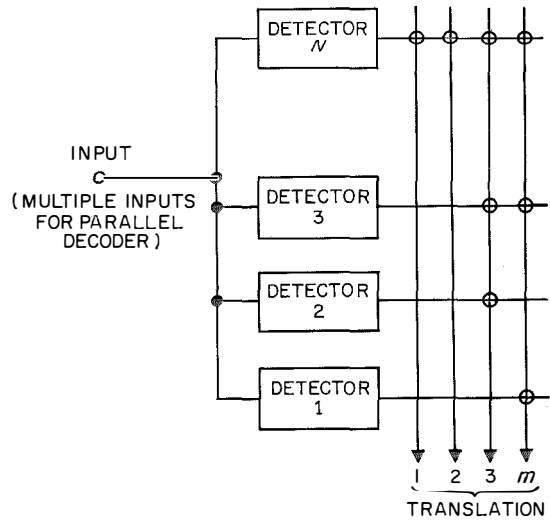 DETECTOR
N
INPUT
(MULTIPLE INPUTS
FOR PARALLEL
DECODER)
DETECTOR
3
DETECTOR
2
DETECTOR
1
1 2 3 m
TRANSLATION